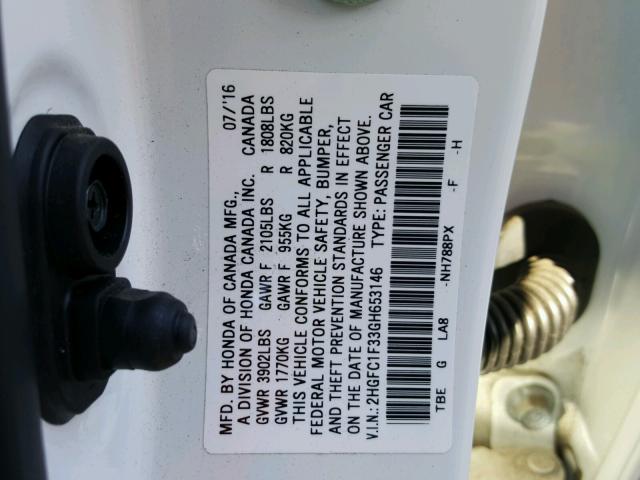 MFD. BY HONDA OF CANADA MFG., 07/'16
A DIVISION OF HONDA CANADA INC. CANADA
GVWR 3902LBS GAWR F 2105LBS R 1808LBS
GVWR 1770KG GAWR F 955KG R 820KG
THIS VEHICLE CONFORMS TO ALL APPLICABLE
FEDERAL MOTOR VEHICLE SAFETY, BUMPER,
AND THEFT PREVENTION STANDARDS IN EFFECT
ON THE DATE OF MANUFACTURE SHOWN ABOVE.
V.I.N.: 2HGFC1F33GH653146 TYPE: PASSENGER CAR
TBE G LA8 -NH788PX -F -H